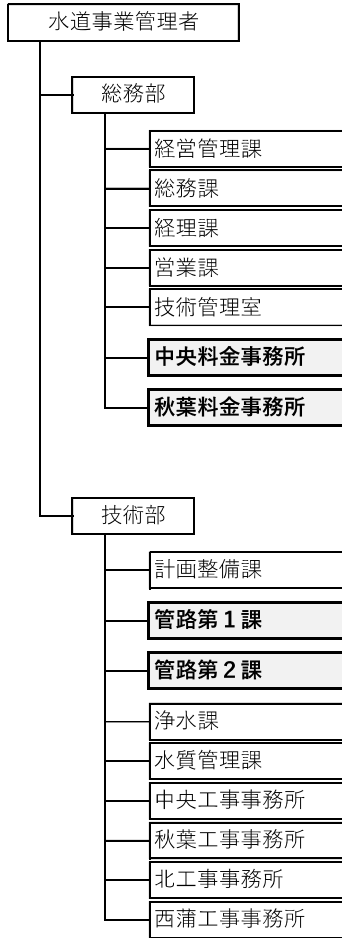 水道事業管理者
総務部
経営管理課
総務課
経理課
営業課
技術管理室
中央料金事務所
秋葉料金事務所
技術部
計画整備課
管路第１課
管路第２課
浄水課
水質管理課
中央工事事務所
秋葉工事事務所
北工事事務所
西蒲工事事務所